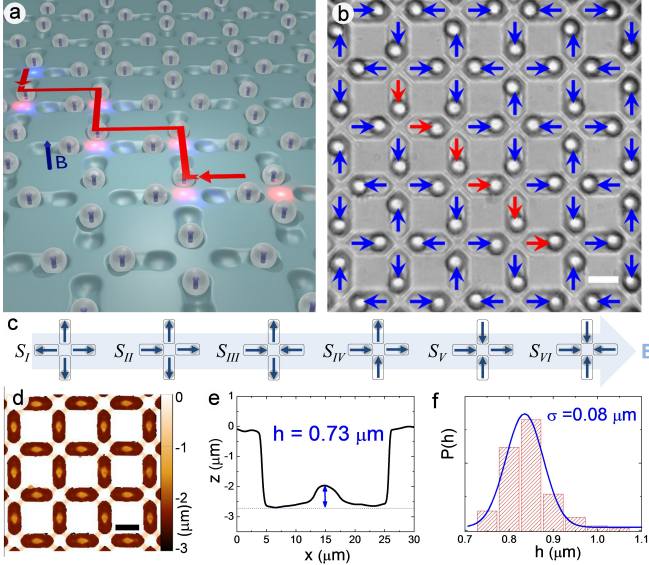 a
B
b
c
S_I
S_II
S_III
S_IV
S_V
S_VI
E
d
0
-1
-2
-3
(μm)
e
1
0
-1
-2
-3
z (μm)
h = 0.73 μm
0 5 10 15 20 25 30
x (μm)
f
σ =0.08 μm
P(h)
0.7 0.8 0.9 1.0 1.1
h (μm)